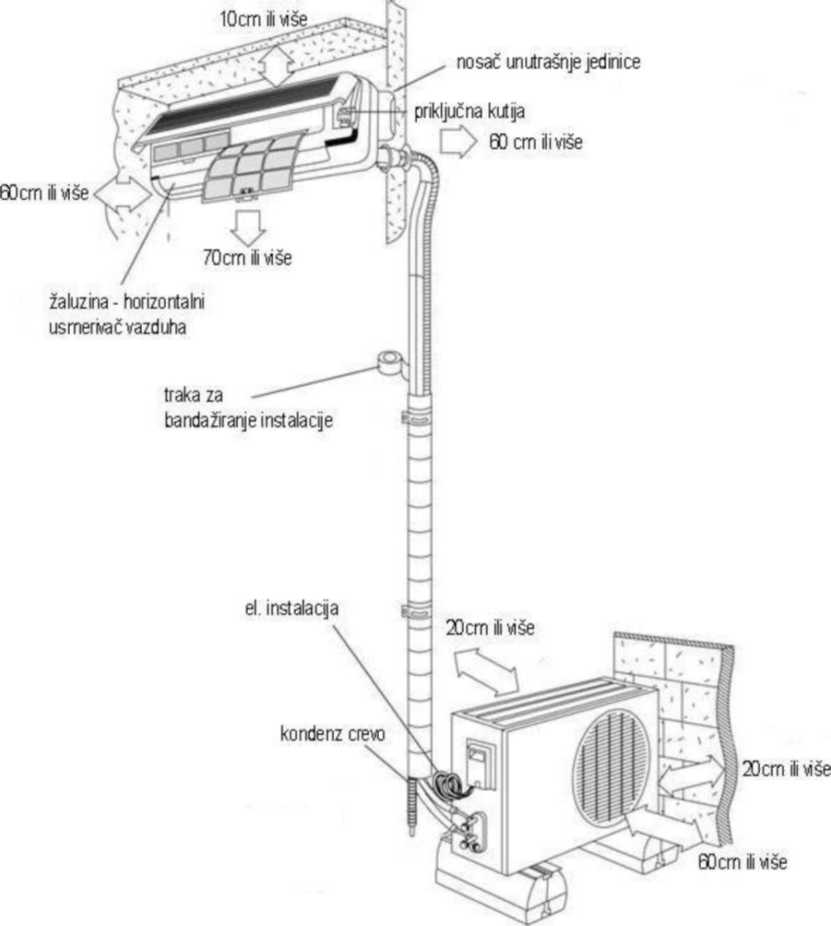 10cm ili više
nosač unutrašnje jedinice
priključna kutija
60 cm ili više
60cm ili više
70cm ili više
žaluzina - horizontalni
usmerivač vazduha
traka za
bandažiranje instalacije
el. instalacija
20cm ili više
kondenz crevo
20cm ili više
60cm ili više